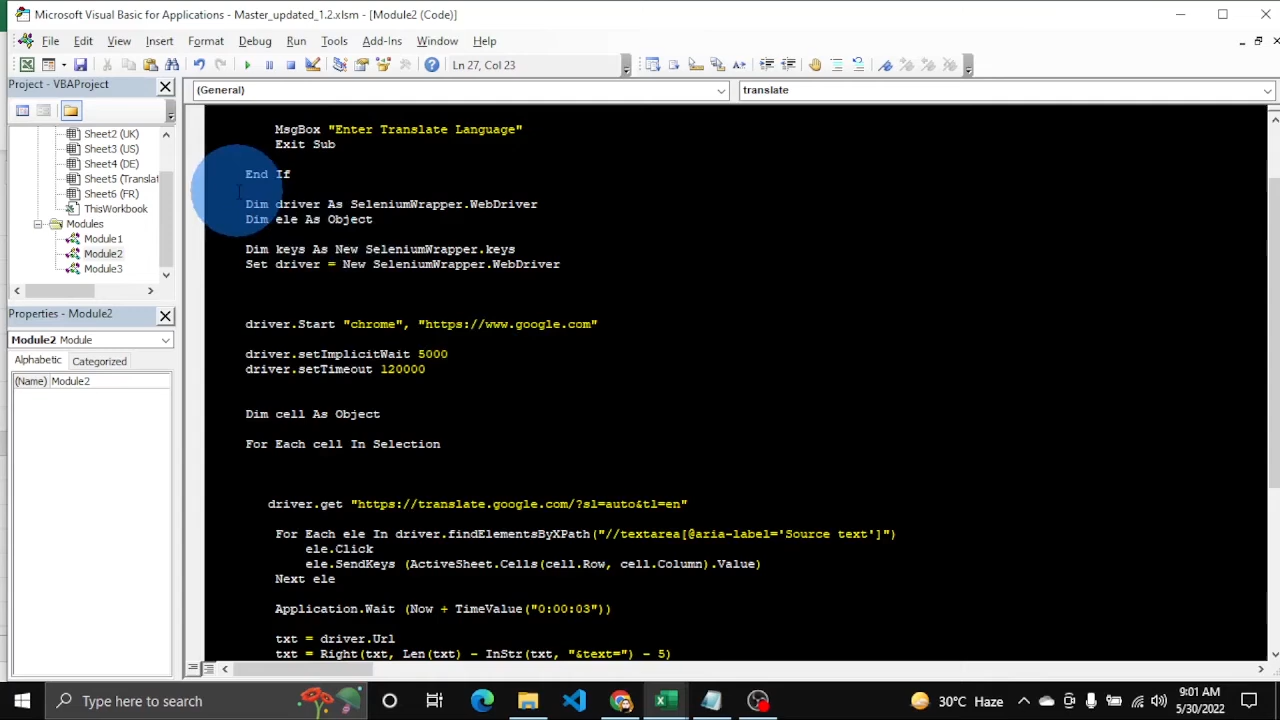 Microsoft Visual Basic for Applications - Master_updated_1.2.xlsm - [Module2 (Code)]
File Edit View Insert Format Debug Run Tools Add-Ins Window Help
Ln 27, Col 23
Project - VBAProject
(General)
translate
Sheet2 (UK)
Sheet3 (US)
Sheet4 (DE)
Sheet5 (Translat
Sheet6 (FR)
ThisWorkbook
Modules
Module1
Module2
Module3
Properties - Module2
Module2 Module
Alphabetic Categorized
(Name) Module2
MsgBox "Enter Translate Language"
Exit Sub
End If
Dim driver As SeleniumWrapper.WebDriver
Dim ele As Object
Dim keys As New SeleniumWrapper.keys
Set driver = New SeleniumWrapper.WebDriver
driver.Start "chrome", "https://www.google.com"
driver.setImplicitWait 5000
driver.setTimeout 120000
Dim cell As Object
For Each cell In Selection
driver.get "https://translate.google.com/?sl=auto&tl=en"
For Each ele In driver.findElementsByXPath("//textarea[@aria-label='Source text']")
ele.Click
ele.SendKeys (ActiveSheet.Cells(cell.Row, cell.Column).Value)
Next ele
Application.Wait (Now + TimeValue("0:00:03"))
txt = driver.Url
txt = Right(txt, Len(txt) - InStr(txt, "&text=") - 5)
Type here to search
30°C Haze
9:01 AM
5/30/2022